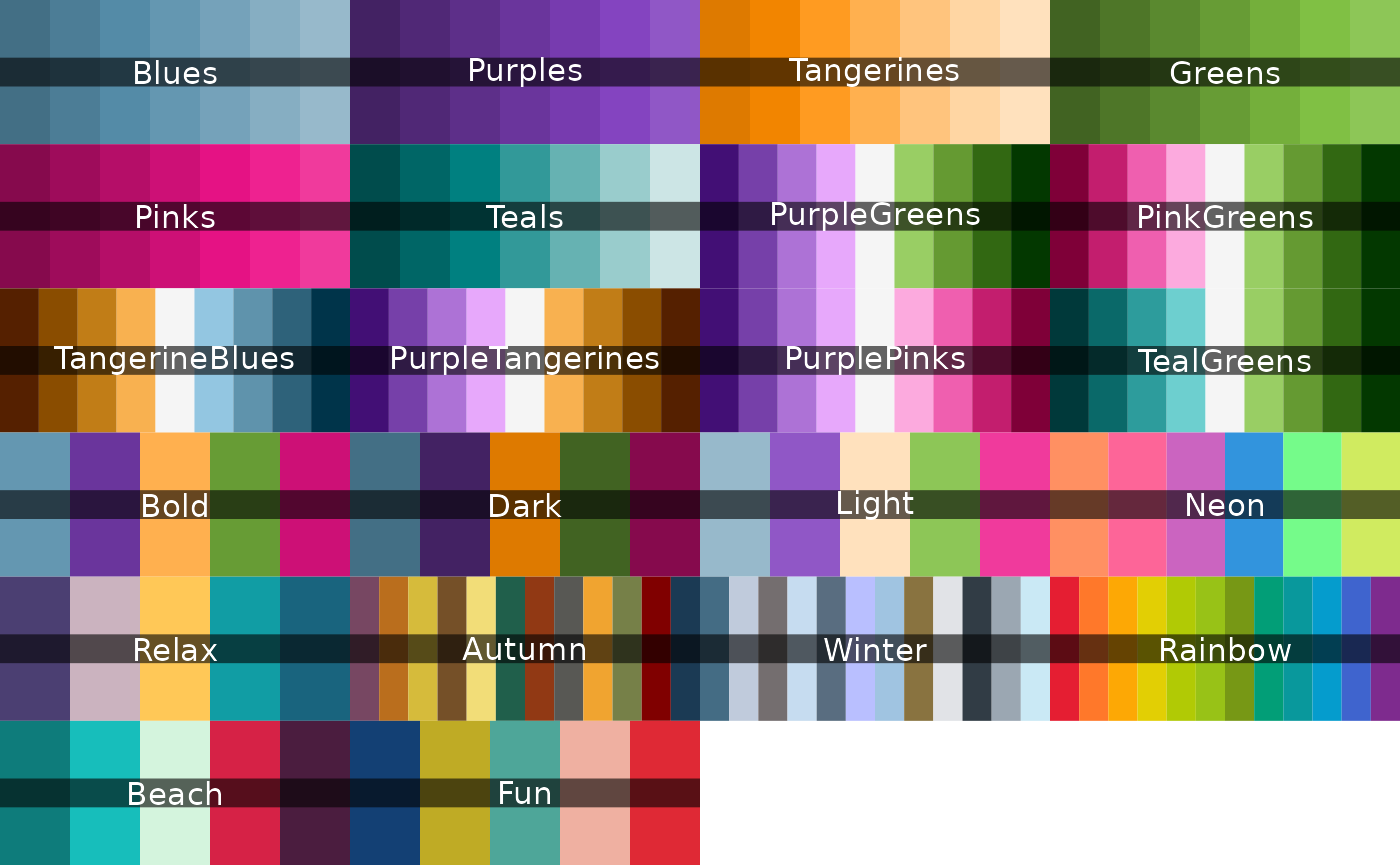 Blues
Purples
Tangerines
Greens
Pinks
Teals
PurpleGreens
PinkGreens
TangerineBlues
PurpleTangerines
PurplePinks
TealGreens
Bold
Dark
Light
Neon
Relax
Autumn
Winter
Rainbow
Beach
Fun